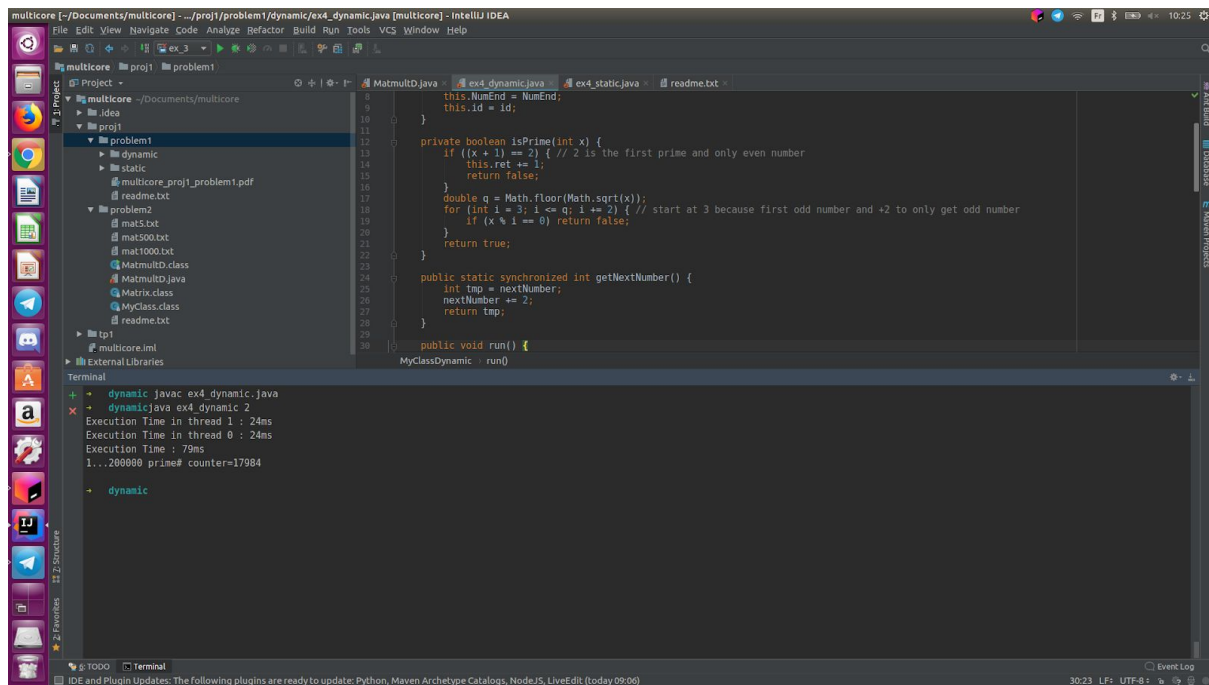 multicore [~/Documents/multicore] - .../proj1/problem1/dynamic/ex4_dynamic.java [multicore] - IntelliJ IDEA
Fr
10:25
File Edit View Navigate Code Analyze Refactor Build Run Tools VCS Window Help
ex_3
multicore proj1 problem1
Project
MatmultD.java
ex4_dynamic.java
ex4_static.java
readme.txt
1: Project
multicore ~/Documents/multicore
.idea
proj1
problem1
dynamic
static
multicore_proj1_problem1.pdf
readme.txt
problem2
mat5.txt
mat500.txt
mat1000.txt
MatmultD.class
MatmultD.java
Matrix.class
MyClass.class
readme.txt
tp1
multicore.iml
External Libraries
8 this.NumEnd = NumEnd;
9 this.id = id;
10 }
11
12 private boolean isPrime(int x) {
13 if ((x + 1) == 2) { // 2 is the first prime and only even number
14 this.ret += 1;
15 return false;
16 }
17 double q = Math.floor(Math.sqrt(x));
18 for (int i = 3; i <= q; i += 2) { // start at 3 because first odd number and +2 to only get odd number
19 if (x % i == 0) return false;
20 }
21 return true;
22 }
23
24 public static synchronized int getNextNumber() {
25 int tmp = nextNumber;
26 nextNumber += 2;
27 return tmp;
28 }
29
30 public void run() {
MyClassDynamic › run()
Ant Build
Database
Maven Projects
Terminal
→ dynamic javac ex4_dynamic.java
→ dynamicjava ex4_dynamic 2
Execution Time in thread 1 : 24ms
Execution Time in thread 0 : 24ms
Execution Time : 79ms
1...200000 prime# counter=17984
→ dynamic
7: Structure
2: Favorites
6: TODO
Terminal
Event Log
IDE and Plugin Updates: The following plugins are ready to update: Python, Maven Archetype Catalogs, NodeJS, LiveEdit (today 09:06)
30:23 LF÷ UTF-8÷